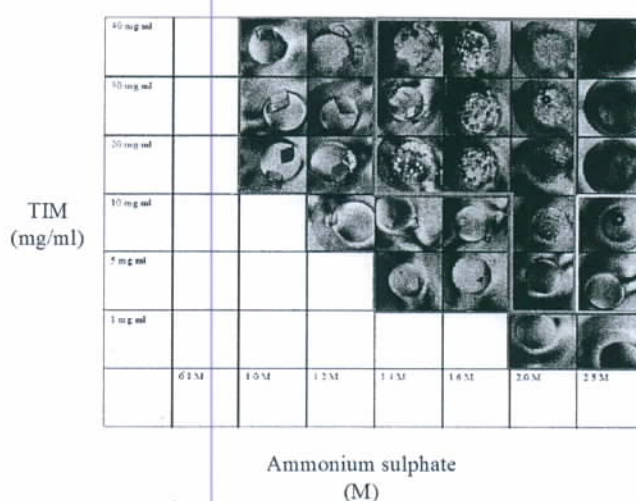 40 mg ml
30 mg ml
20 mg ml
TIM
(mg/ml)
10 mg ml
5 mg ml
1 mg ml
1.0 M
1.2 M
1.4 M
1.6 M
2.0 M
2.5 M
Ammonium sulphate
(M)